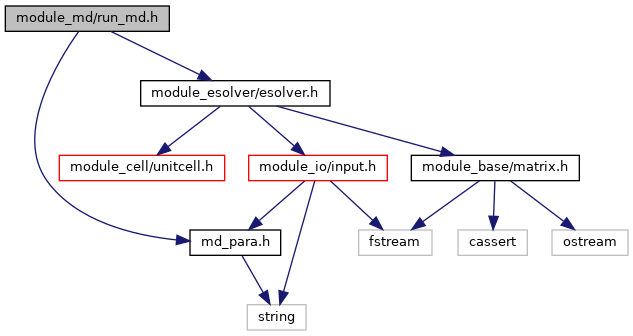 module_md/run_md.h
module_esolver/esolver.h
module_cell/unitcell.h
module_io/input.h
module_base/matrix.h
md_para.h
fstream
cassert
ostream
string